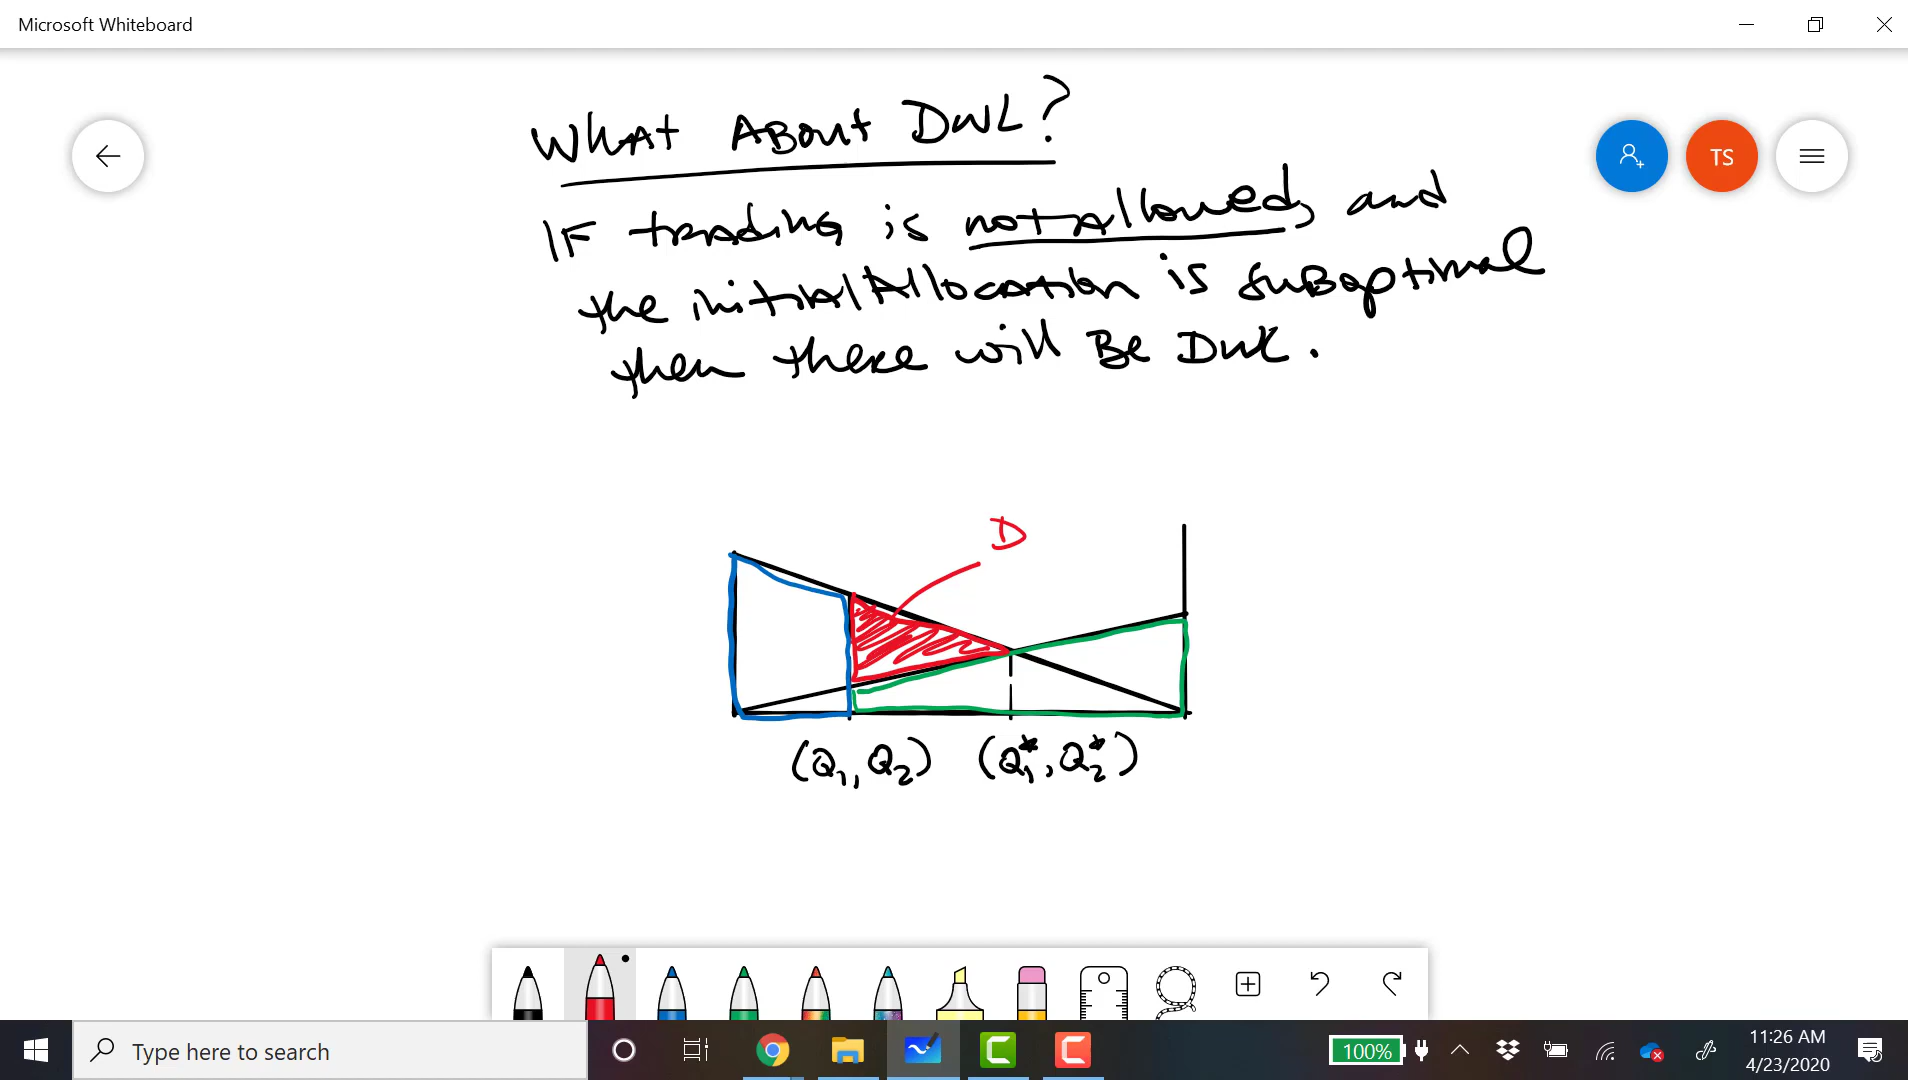 Microsoft Whiteboard
What About DWL?
TS
If trading is not allowed, and
the initial Allocation is suboptimal
then there will Be DWL.
D
(Q1, Q2) (Q1*, Q2*)
Type here to search
100%
11:26 AM
4/23/2020